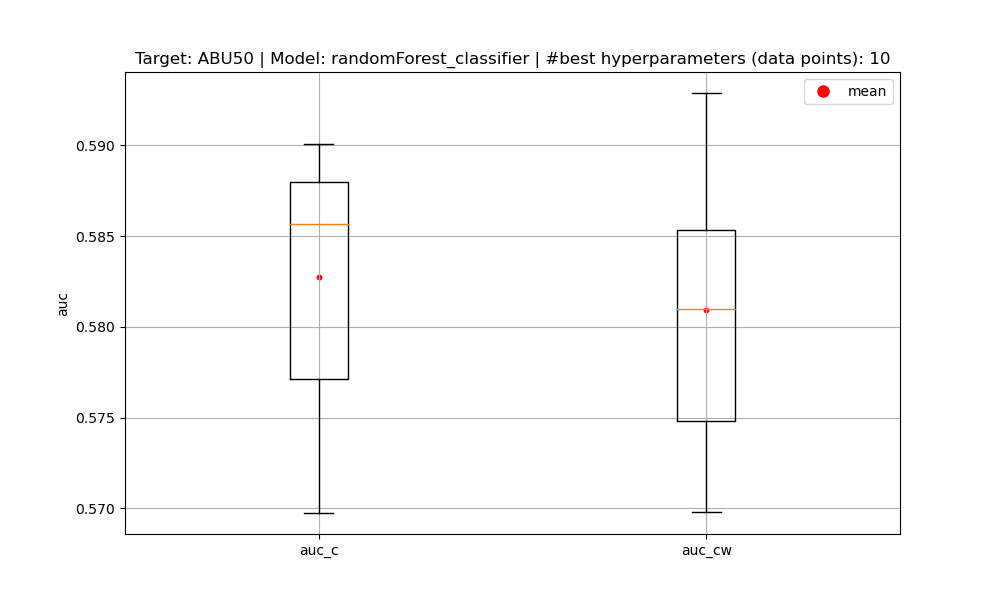 Target: ABU50 | Model: randomForest_classifier | #best hyperparameters (data points): 10
mean
0.590
0.585
0.580
0.575
0.570
auc
auc_c
auc_cw